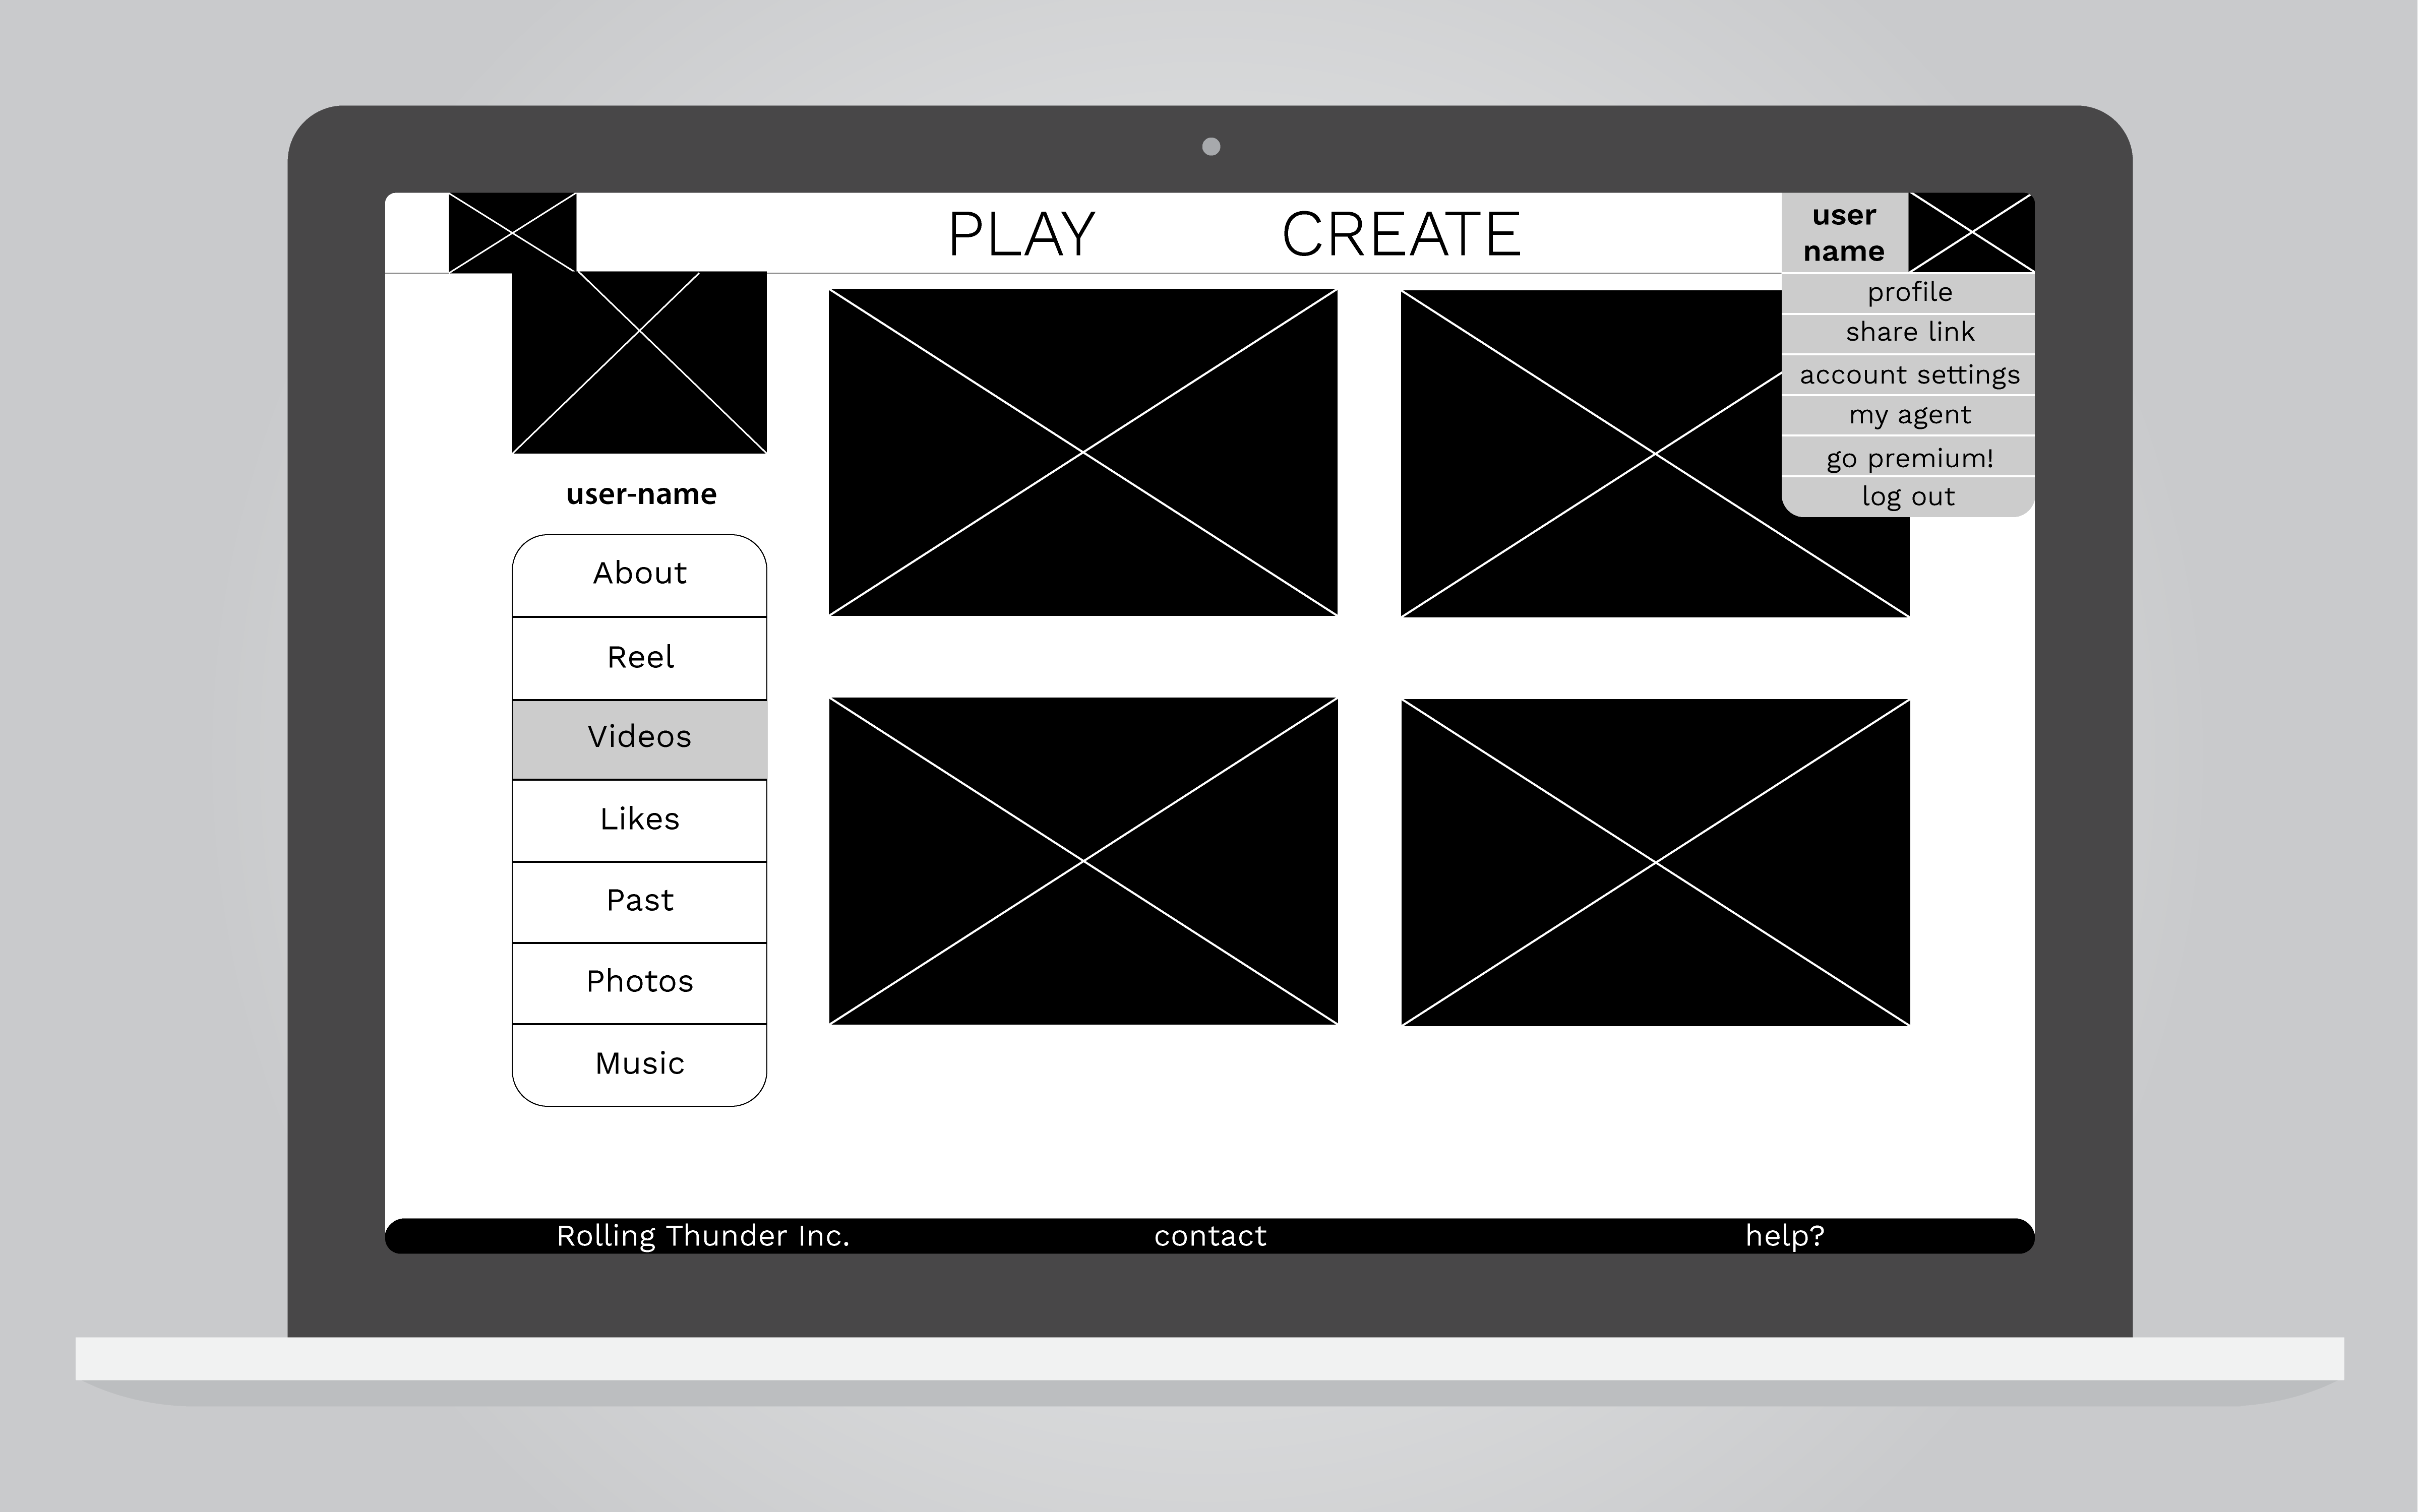 PLAY CREATE
user
name
profile
share link
account settings
my agent
go premium!
log out
user-name
About
Reel
Videos
Likes
Past
Photos
Music
Rolling Thunder Inc. contact help?